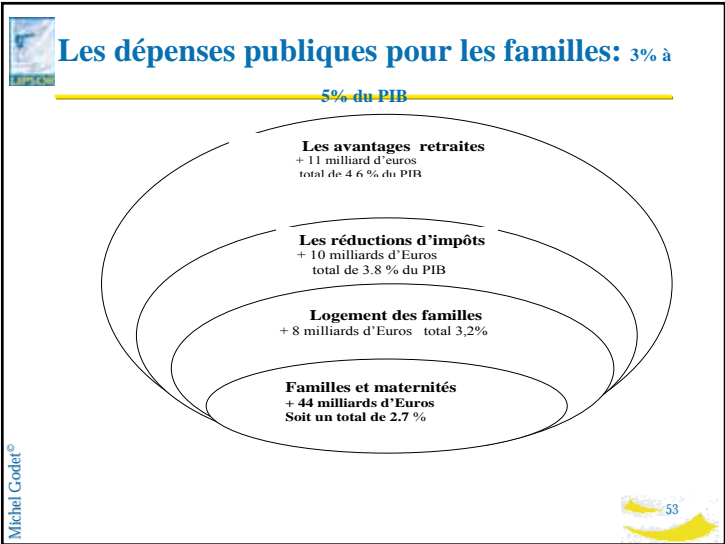 Les dépenses publiques pour les familles: 3% à
5% du PIB
Les avantages retraites
+ 11 milliard d'euros
total de 4.6 % du PIB
Les réductions d'impôts
+ 10 milliards d'Euros
total de 3.8 % du PIB
Logement des familles
+ 8 milliards d'Euros total 3,2%
Familles et maternités
+ 44 milliards d'Euros
Soit un total de 2.7 %
Michel Godet©
53